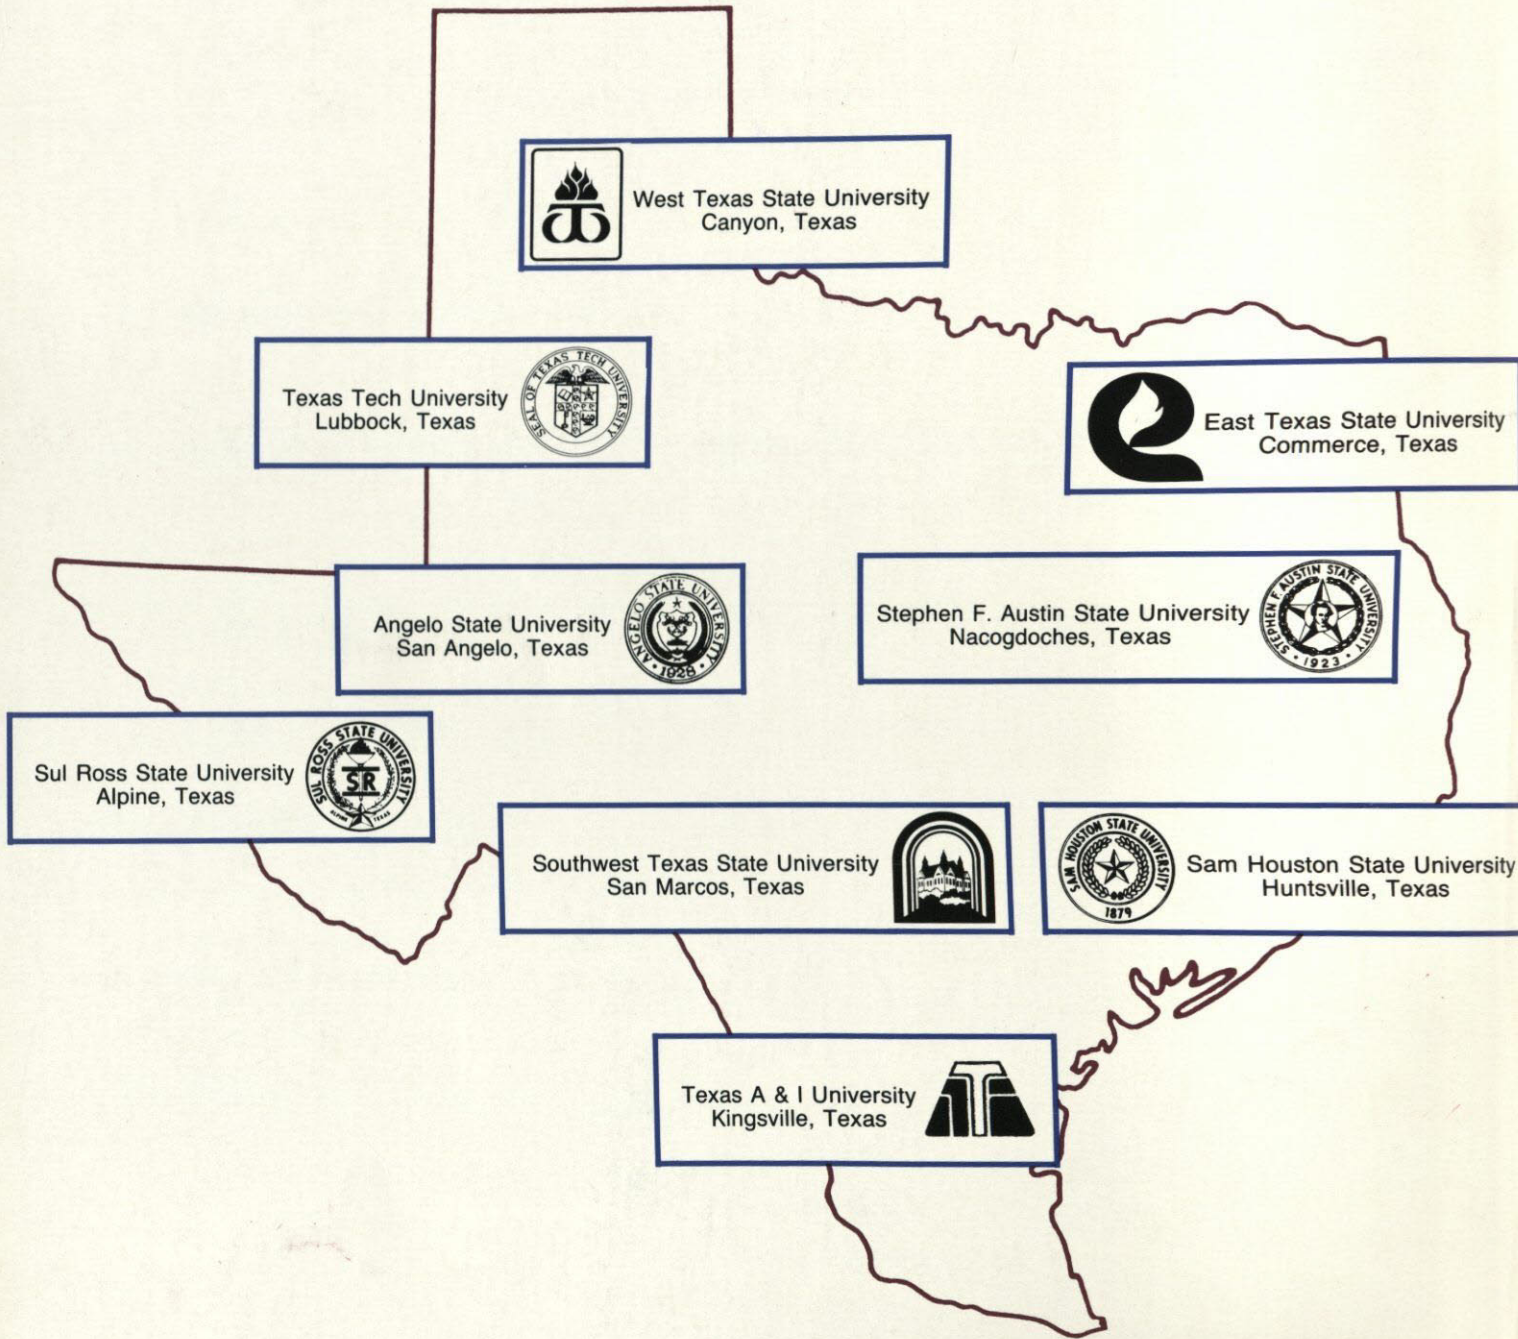 West Texas State University
Canyon, Texas
Texas Tech University
Lubbock, Texas
SEAL OF TEXAS TECH UNIVERSITY
East Texas State University
Commerce, Texas
Angelo State University
San Angelo, Texas
ANGELO STATE UNIVERSITY
• 1928 •
Stephen F. Austin State University
Nacogdoches, Texas
STEPHEN F. AUSTIN STATE UNIVERSITY
• 1923 •
Sul Ross State University
Alpine, Texas
SUL ROSS STATE UNIVERSITY
SR
ALPINE TEXAS
Southwest Texas State University
San Marcos, Texas
SAM HOUSTON STATE UNIVERSITY
1879
Sam Houston State University
Huntsville, Texas
Texas A & I University
Kingsville, Texas